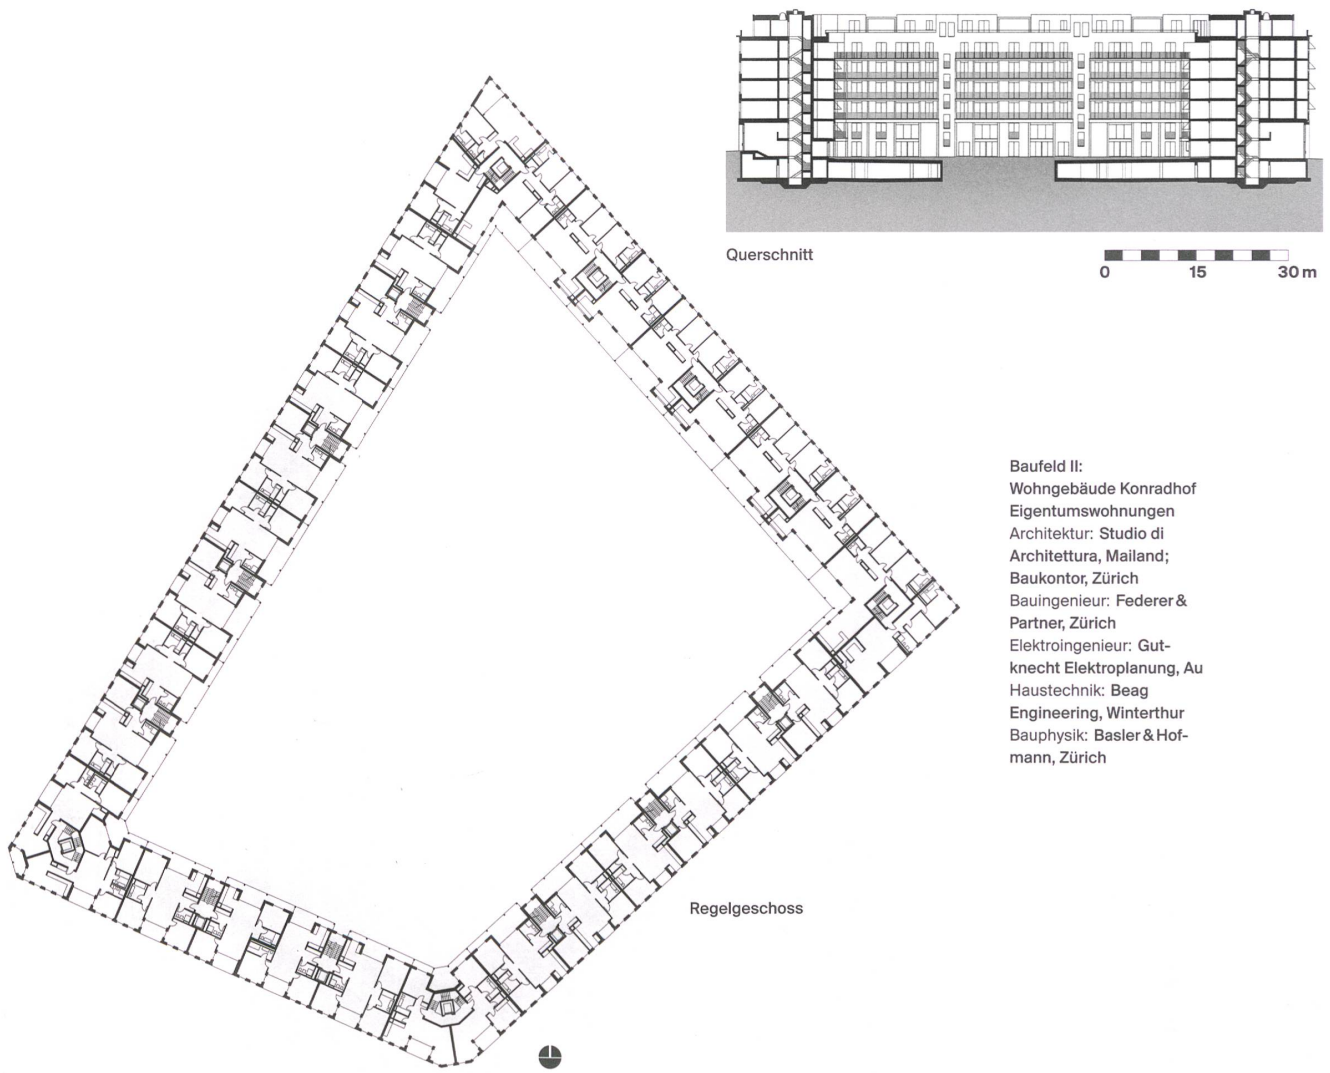 Querschnitt
0 15 30 m
Baufeld II:
Wohngebäude Konradhof
Eigentumswohnungen
Architektur: Studio di
Architettura, Mailand;
Baukontor, Zürich
Bauingenieur: Federer &
Partner, Zürich
Elektroingenieur: Gut-
knecht Elektroplanung, Au
Haustechnik: Beag
Engineering, Winterthur
Bauphysik: Basler & Hof-
mann, Zürich
Regelgeschoss